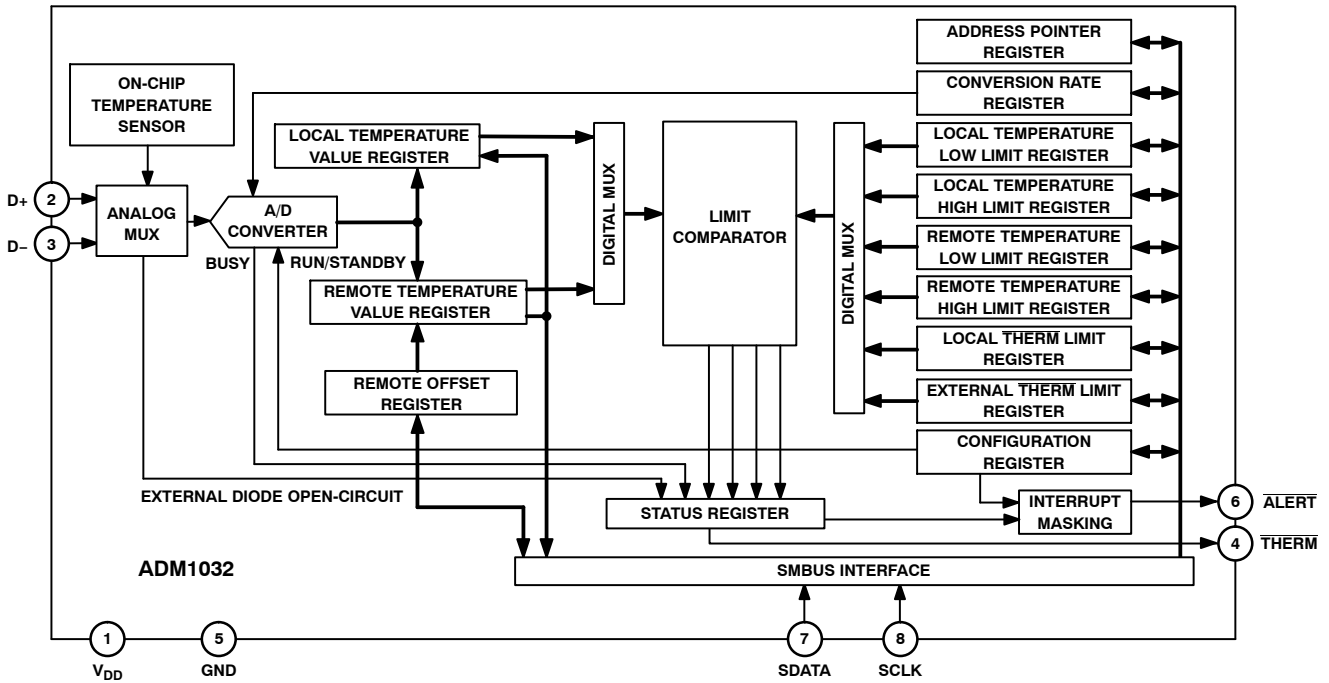 ADDRESS POINTER
REGISTER
CONVERSION RATE
REGISTER
ON-CHIP
TEMPERATURE
SENSOR
LOCAL TEMPERATURE
VALUE REGISTER
DIGITAL MUX
LIMIT
COMPARATOR
DIGITAL MUX
LOCAL TEMPERATURE
LOW LIMIT REGISTER
LOCAL TEMPERATURE
HIGH LIMIT REGISTER
REMOTE TEMPERATURE
LOW LIMIT REGISTER
REMOTE TEMPERATURE
HIGH LIMIT REGISTER
LOCAL THERM LIMIT
REGISTER
EXTERNAL THERM LIMIT
REGISTER
CONFIGURATION
REGISTER
D+ 2
D− 3
ANALOG
MUX
A/D
CONVERTER
BUSY
RUN/STANDBY
REMOTE TEMPERATURE
VALUE REGISTER
REMOTE OFFSET
REGISTER
EXTERNAL DIODE OPEN-CIRCUIT
STATUS REGISTER
INTERRUPT
MASKING
6 ALERT
4 THERM
ADM1032
SMBUS INTERFACE
1
VDD
5
GND
7
SDATA
8
SCLK